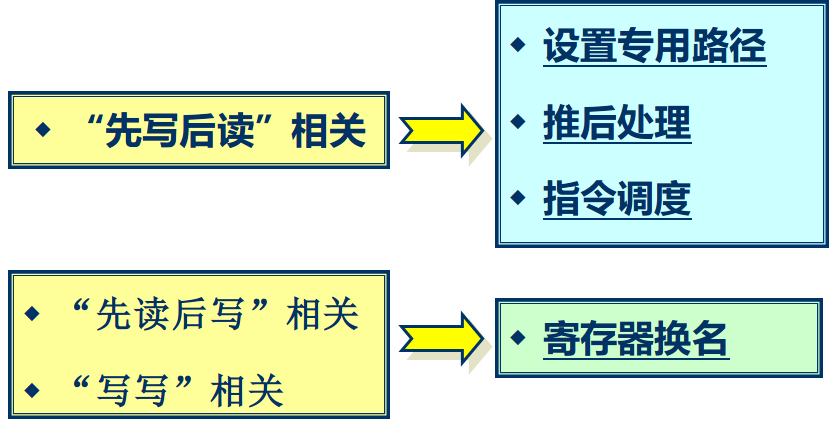 ◆ “先写后读”相关
◆ 设置专用路径
◆ 推后处理
◆ 指令调度
◆ “先读后写”相关
◆ “写写”相关
◆ 寄存器换名